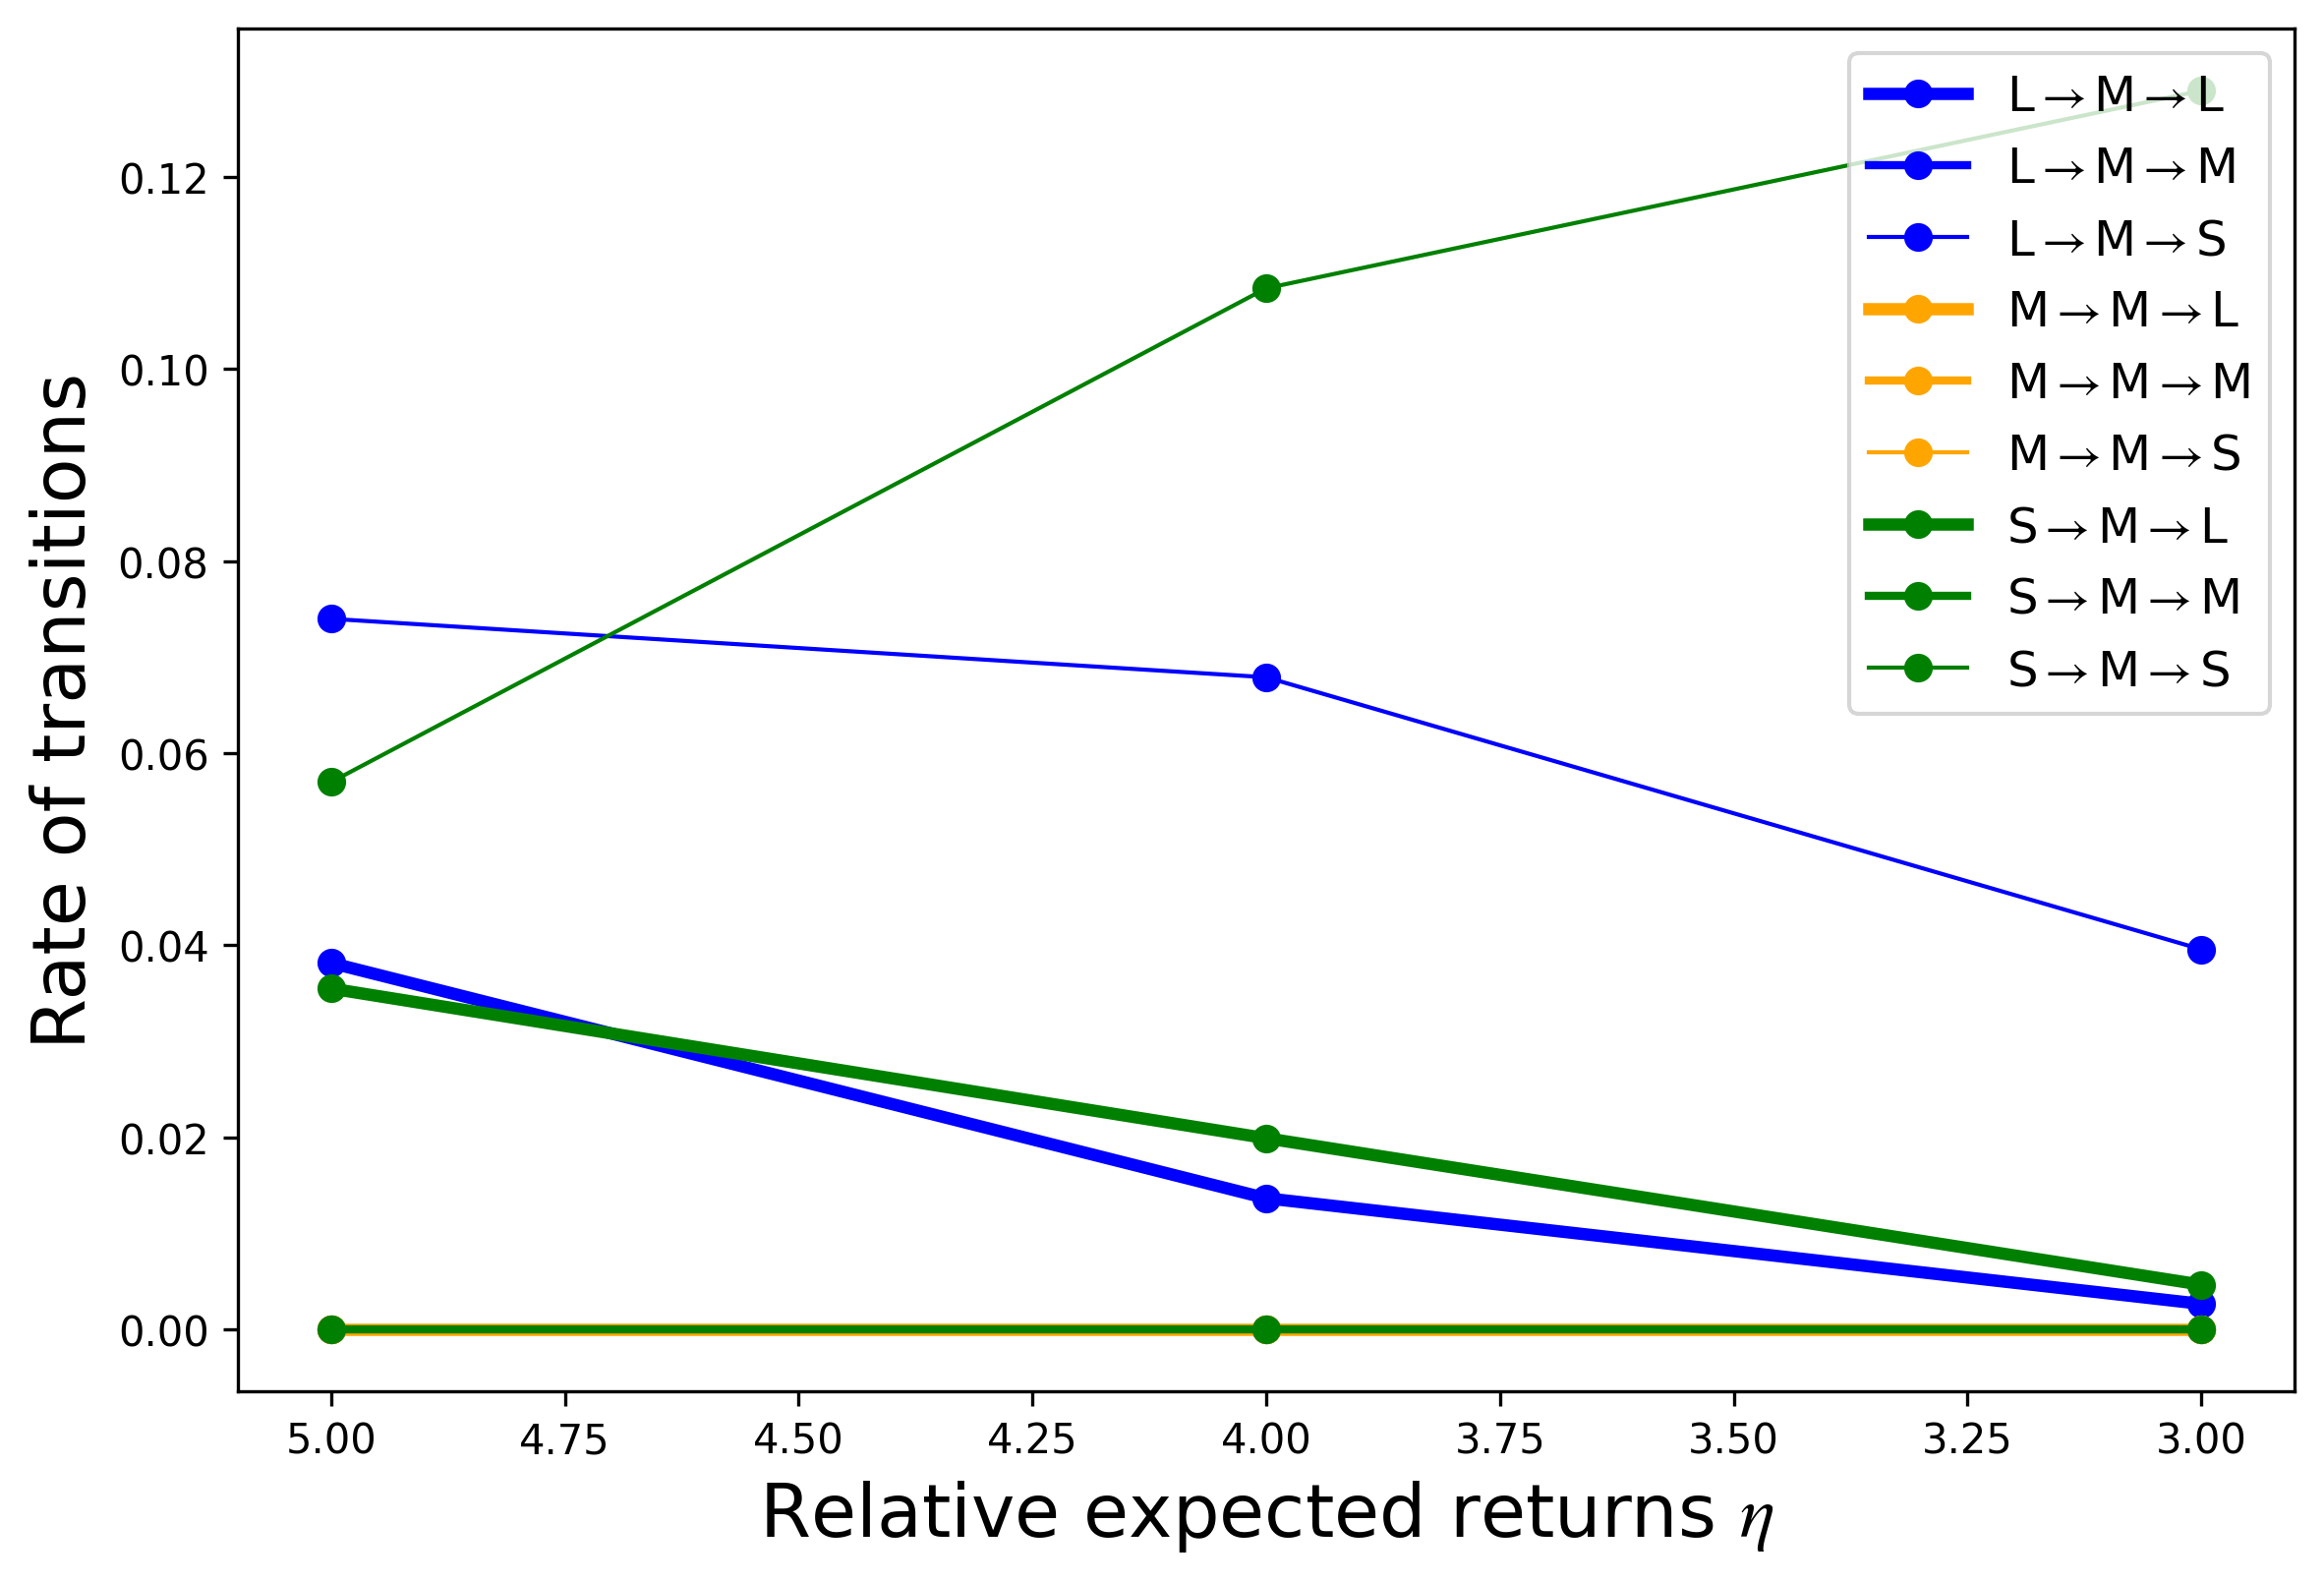 Rate of transitions
0.12
0.10
0.08
0.06
0.04
0.02
0.00
L→M→L
L→M→M
L→M→S
M→M→L
M→M→M
M→M→S
S→M→L
S→M→M
S→M→S
5.00 4.75 4.50 4.25 4.00 3.75 3.50 3.25 3.00
Relative expected returns η